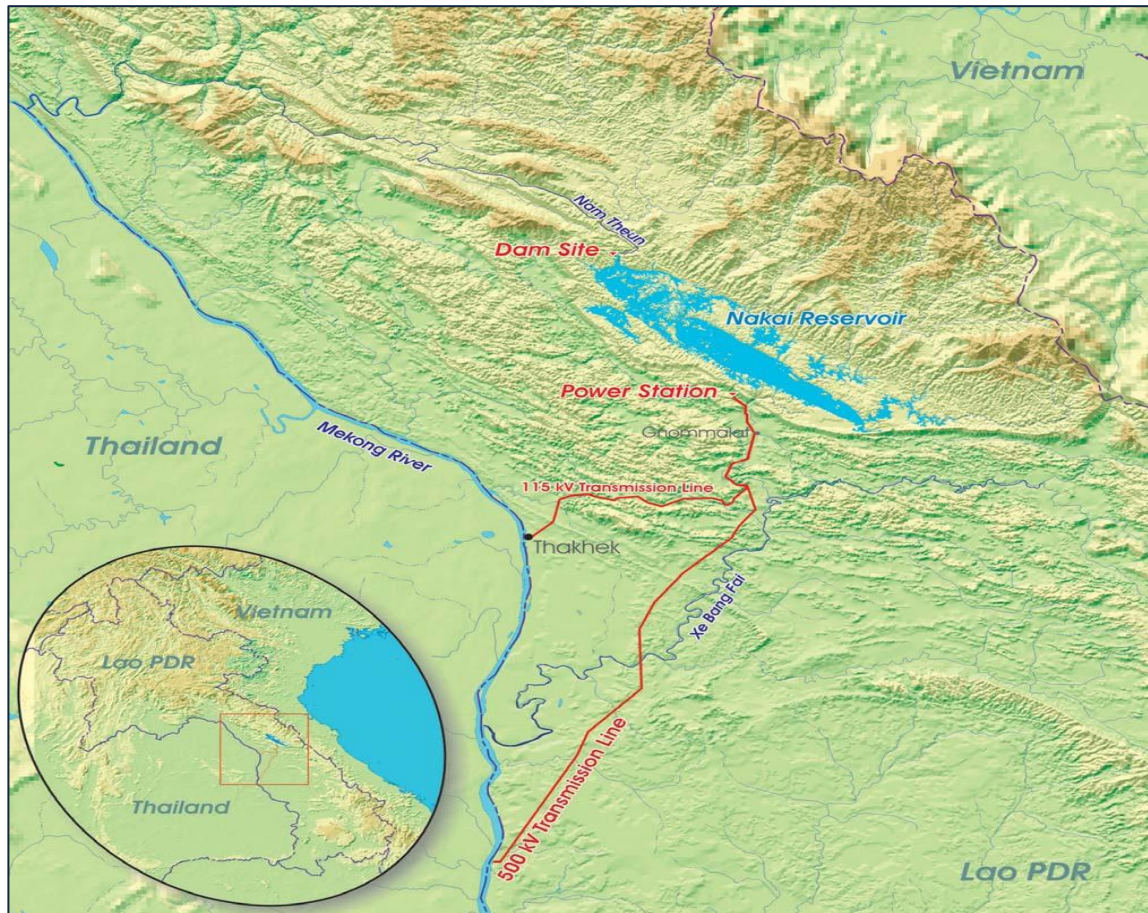 Vietnam
Nam Theun
Dam Site
Nakai Reservoir
Power Station
Gnommalat
Thailand
Mekong River
115 kV Transmission Line
Thakhek
Xe Bang Fai
Vietnam
Lao PDR
Thailand
500 kV Transmission Line
Lao PDR